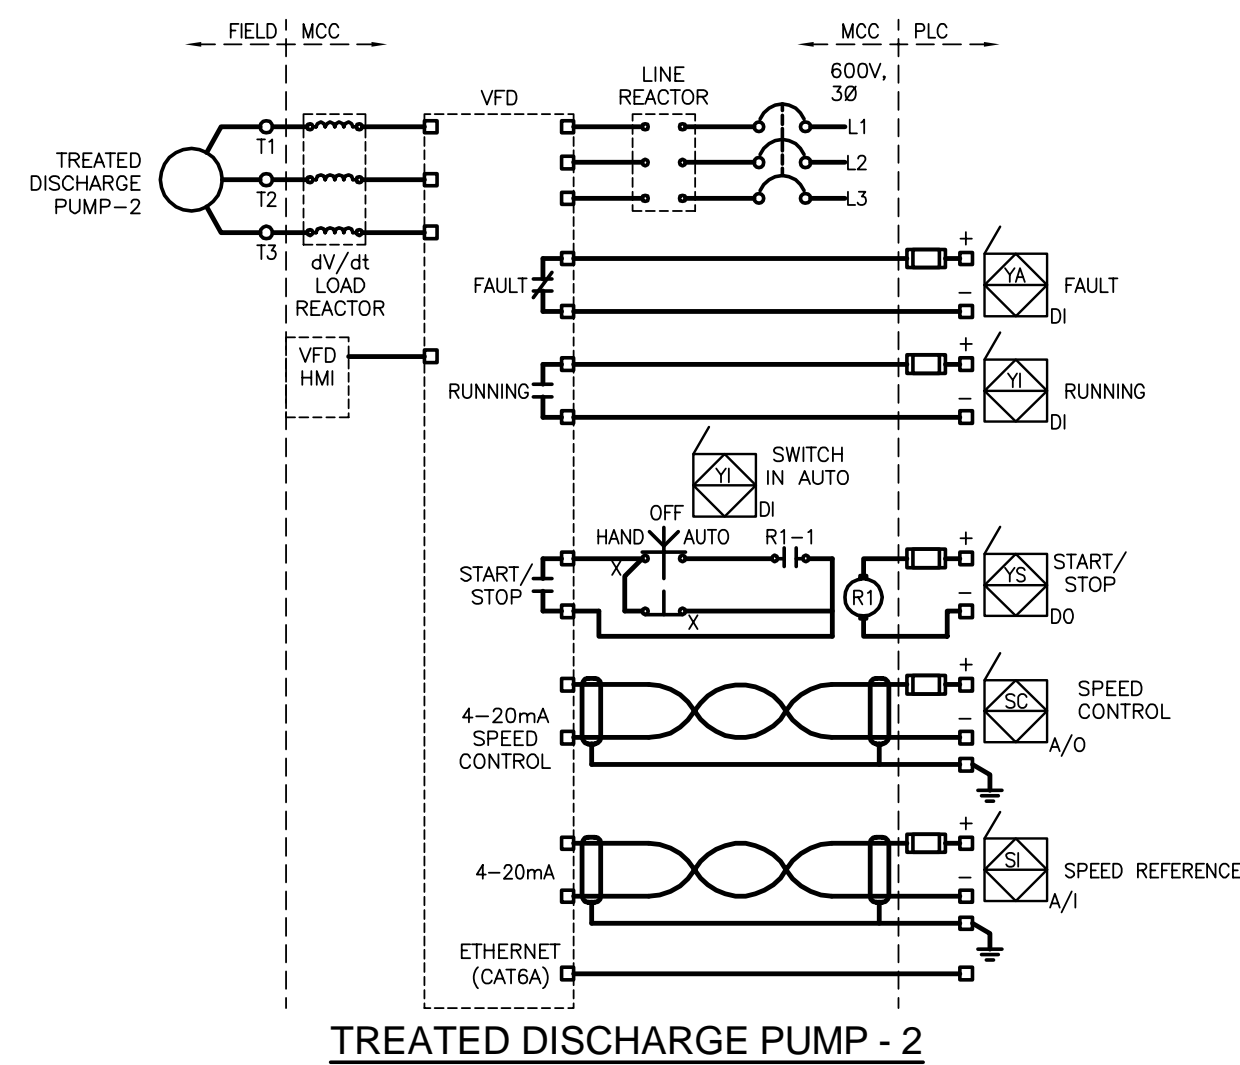 FIELD MCC
MCC PLC
600V,
3Ø
LINE
REACTOR
VFD
L1
L2
L3
T1
T2
T3
TREATED
DISCHARGE
PUMP-2
dV/dt
LOAD
REACTOR
VFD
HMI
FAULT
+
-
YA
DI
FAULT
RUNNING
+
-
YI
DI
RUNNING
YI
DI
SWITCH
IN AUTO
OFF
HAND AUTO
R1-1
X
X
START/
STOP
R1
+
-
YS
DO
START/
STOP
4-20mA
SPEED
CONTROL
+
-
SC
A/O
SPEED
CONTROL
4-20mA
+
-
SI
A/I
SPEED REFERENCE
ETHERNET
(CAT6A)
TREATED DISCHARGE PUMP - 2